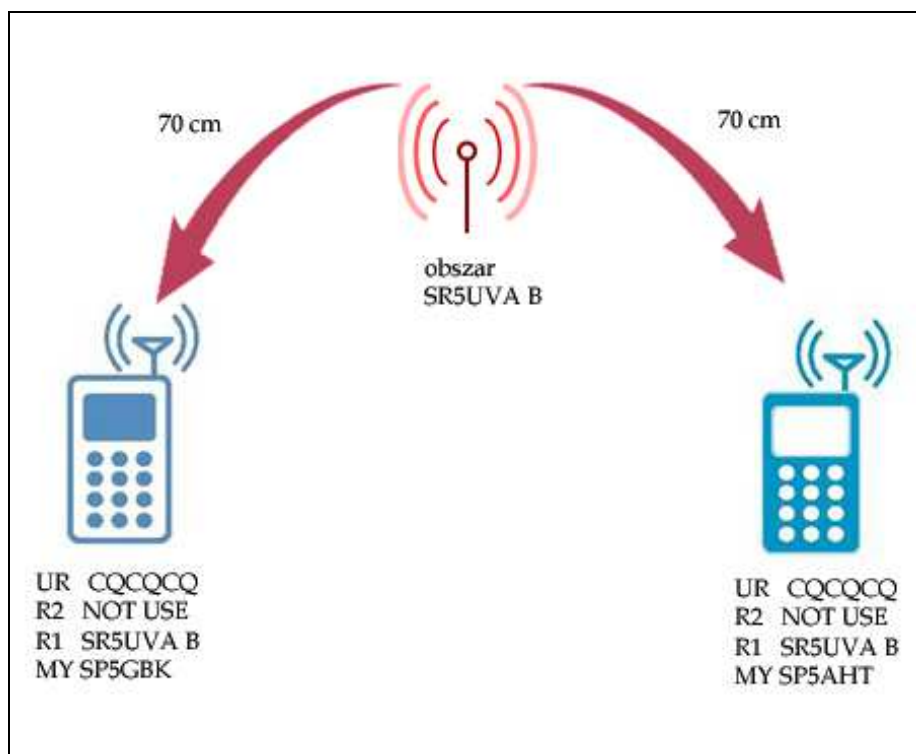 70 cm
70 cm
obszar
SR5UVA B
UR CQCQCQ
R2 NOT USE
R1 SR5UVA B
MY SP5GBK
UR CQCQCQ
R2 NOT USE
R1 SR5UVA B
MY SP5AHT